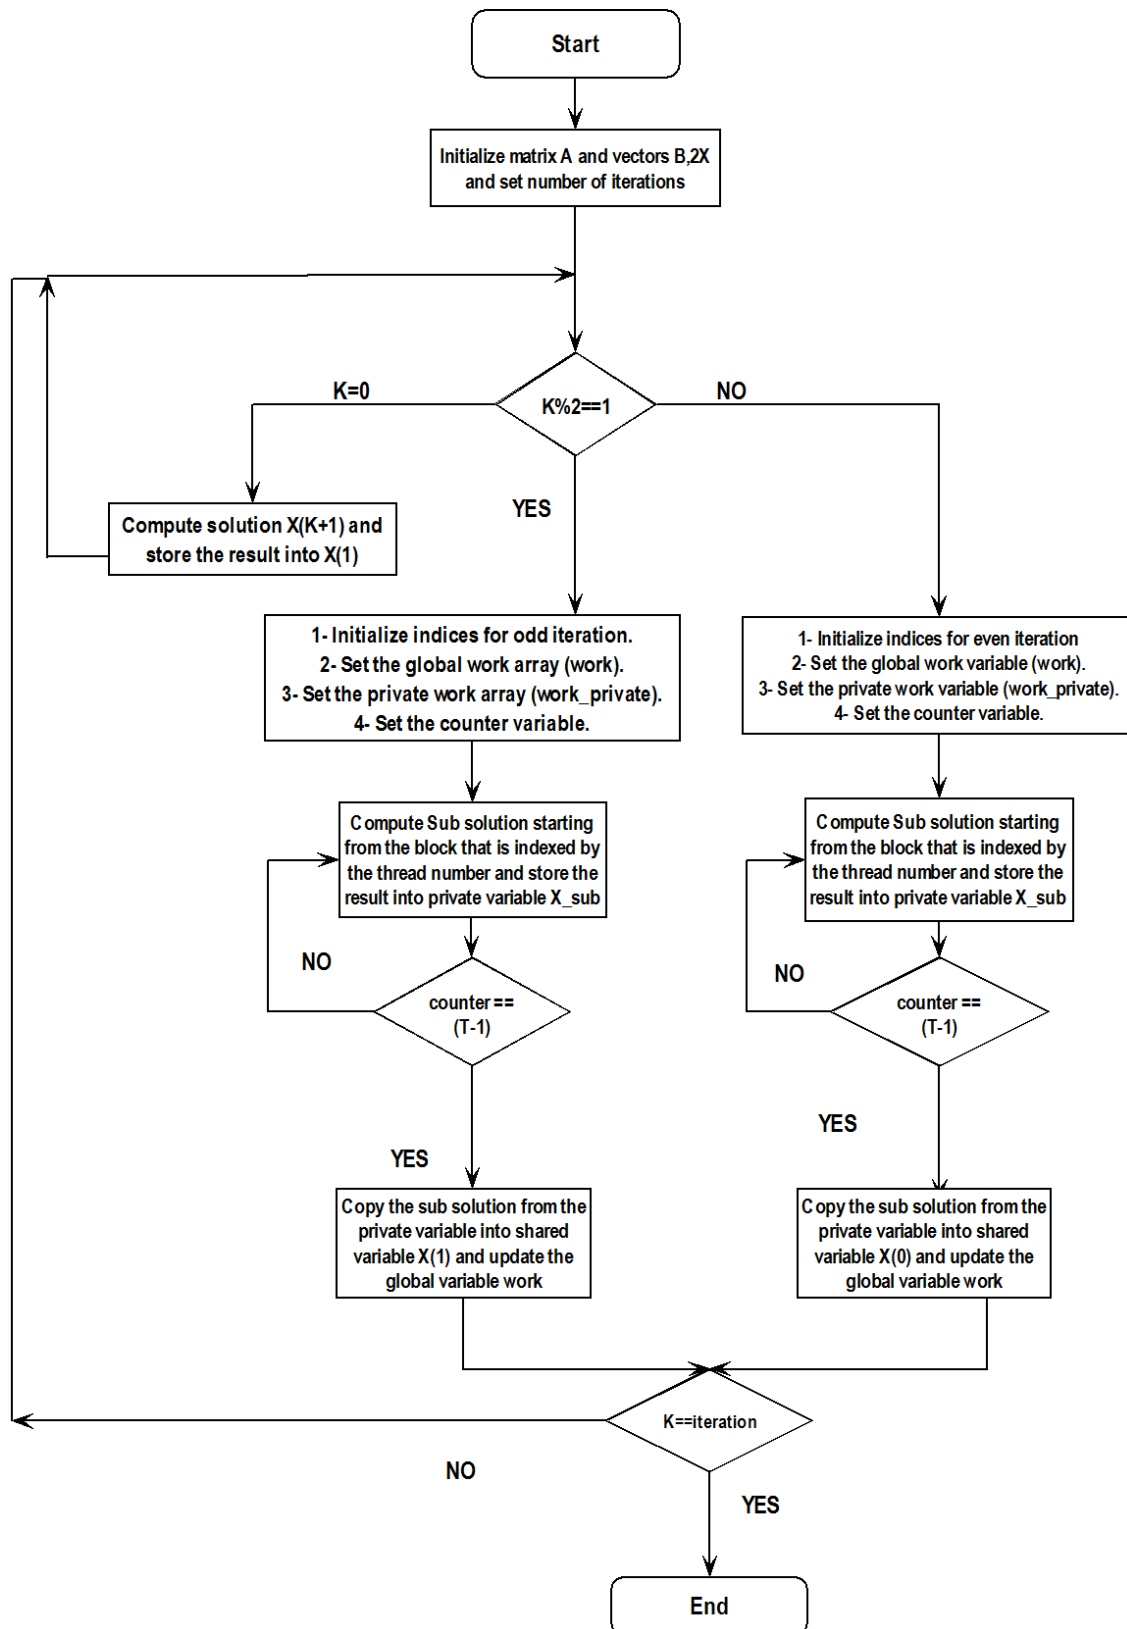 Start
Initialize matrix A and vectors B,2X
and set number of iterations
K=0
K%2==1
NO
YES
Compute solution X(K+1) and
store the result into X(1)
1- Initialize indices for odd iteration.
2- Set the global work array (work).
3- Set the private work array (work_private).
4- Set the counter variable.
1- Initialize indices for even iteration
2- Set the global work variable (work).
3- Set the private work variable (work_private).
4- Set the counter variable.
Compute Sub solution starting
from the block that is indexed by
the thread number and store the
result into private variable X_sub
Compute Sub solution starting
from the block that is indexed by
the thread number and store the
result into private variable X_sub
NO
counter ==
(T-1)
NO
counter ==
(T-1)
YES
YES
Copy the sub solution from the
private variable into shared
variable X(1) and update the
global variable work
Copy the sub solution from the
private variable into shared
variable X(0) and update the
global variable work
K==iteration
NO
YES
End